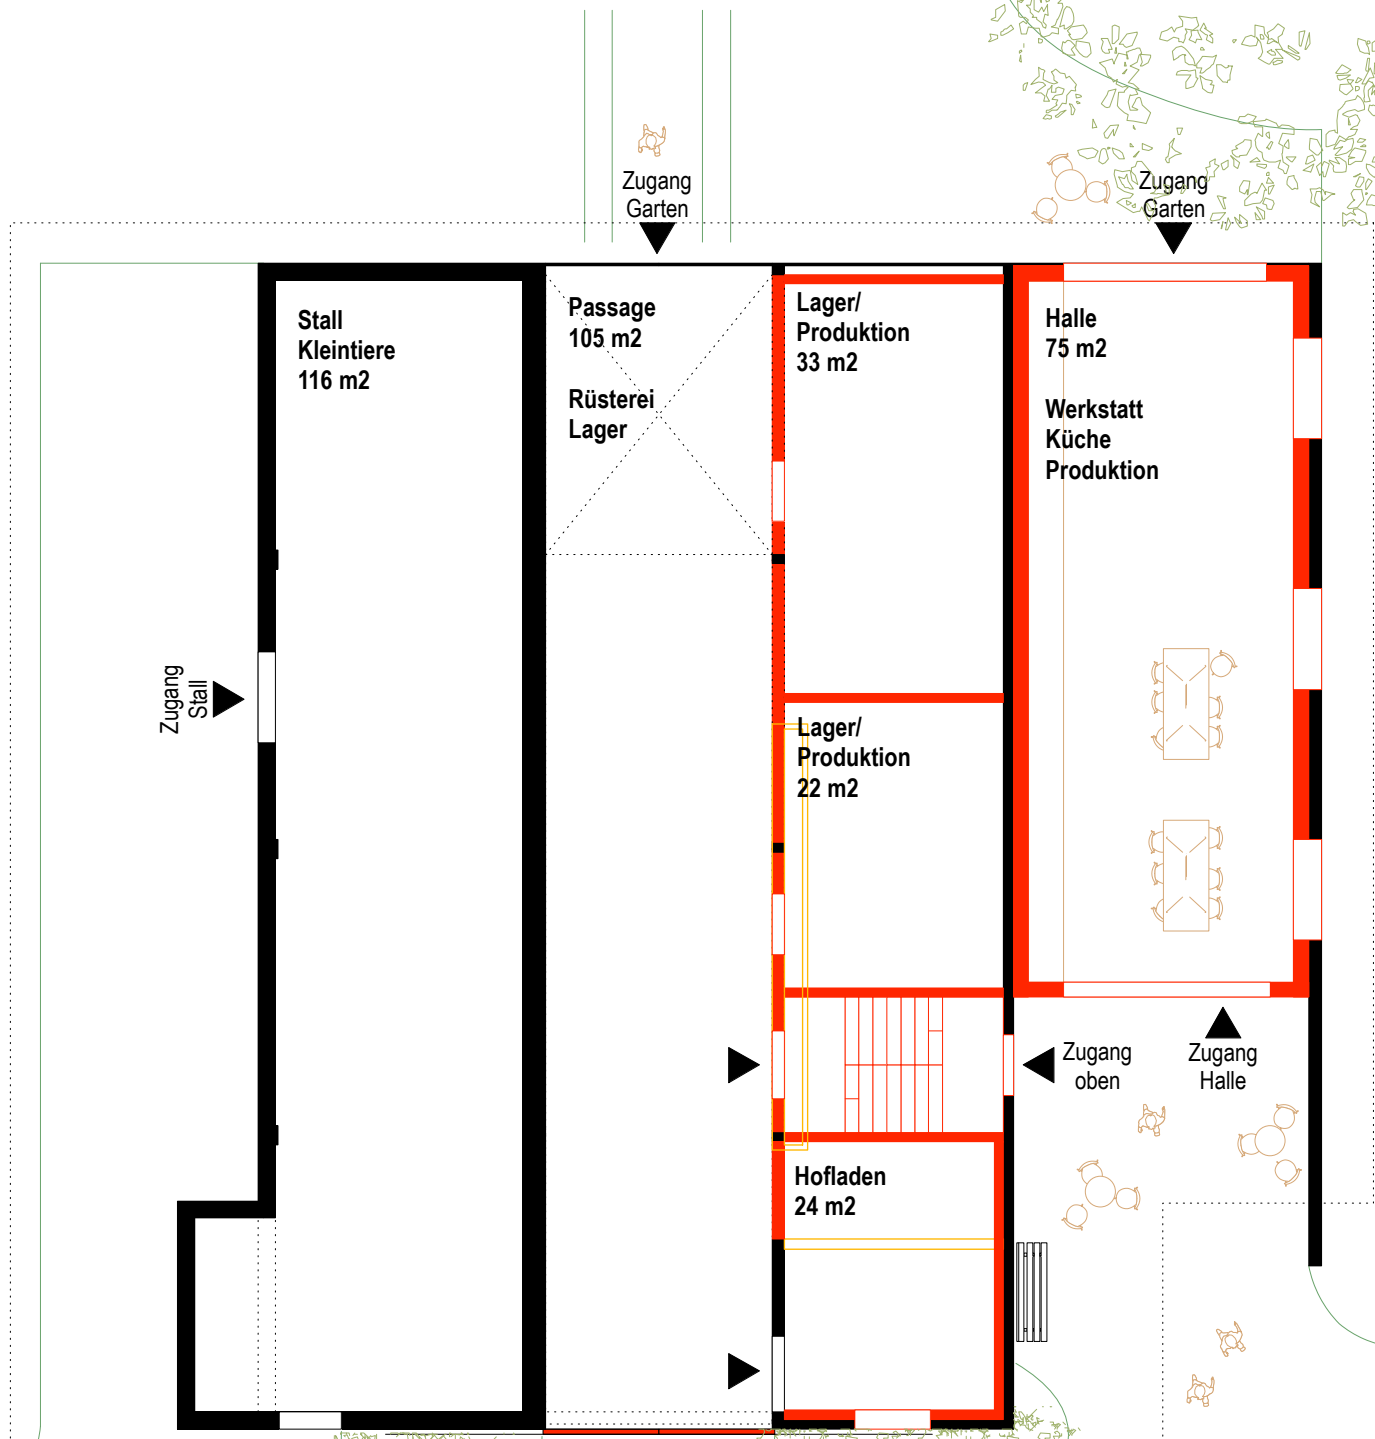 Zugang
Garten
Zugang
Garten
Stall
Kleintiere
116 m2
Passage
105 m2
Rüsterei
Lager
Lager/
Produktion
33 m2
Halle
75 m2
Werkstatt
Küche
Produktion
Zugang
Stall
Lager/
Produktion
22 m2
Zugang
oben
Zugang
Halle
Hofladen
24 m2